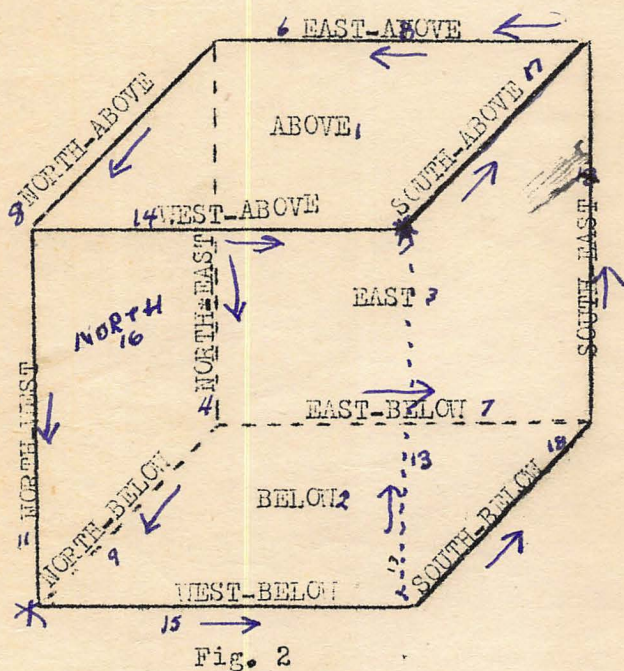 6 EAST-ABOVE
NORTH-ABOVE
ABOVE 1
SOUTH-ABOVE 17
8
14 WEST-ABOVE
NORTH 16
NORTH-EAST
4
EAST 3
SOUTH EAST
NORTH-WEST
11
EAST-BELOW 7
13
NORTH-BELOW
9
BELOW 2
SOUTH-BELOW
18
WEST-BELOW
15
Fig. 2